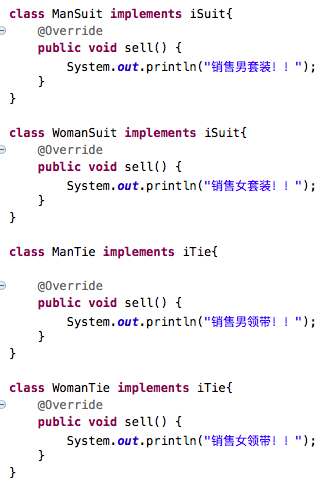 class ManSuit implements iSuit{
@Override
public void sell() {
System.out.println("销售男套装！！");
}
}
class WomanSuit implements iSuit{
@Override
public void sell() {
System.out.println("销售女套装！！");
}
}
class ManTie implements iTie{
@Override
public void sell() {
System.out.println("销售男领带！！");
}
}
class WomanTie implements iTie{
@Override
public void sell() {
System.out.println("销售女领带！！");
}
}